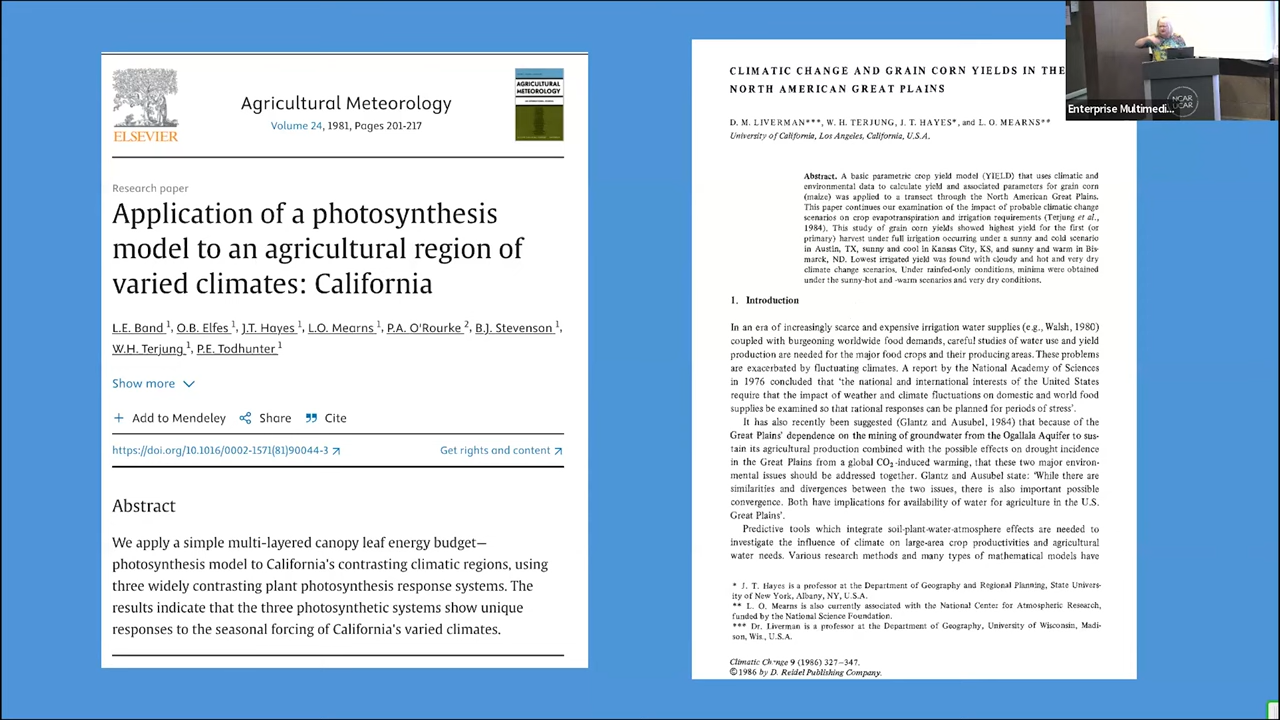 ELSEVIER
Agricultural Meteorology
Volume 24, 1981, Pages 201-217
AGRICULTURAL
METEOROLOGY
Research paper
Application of a photosynthesis
model to an agricultural region of
varied climates: California
L.E. Band 1, O.B. Elfes 1, J.T. Hayes 1, L.O. Mearns 1, P.A. O'Rourke 2, B.J. Stevenson 1,
W.H. Terjung 1, P.E. Todhunter 1
Show more
Add to Mendeley Share Cite
https://doi.org/10.1016/0002-1571(81)90044-3 Get rights and content
Abstract
We apply a simple multi-layered canopy leaf energy budget—
photosynthesis model to California's contrasting climatic regions, using
three widely contrasting plant photosynthesis response systems. The
results indicate that the three photosynthetic systems show unique
responses to the seasonal forcing of California's varied climates.
CLIMATIC CHANGE AND GRAIN CORN YIELDS IN THE
NORTH AMERICAN GREAT PLAINS
D. M. LIVERMAN***, W. H. TERJUNG, J. T. HAYES*, and L. O. MEARNS**
University of California, Los Angeles, California, U.S.A.
Abstract. A basic parametric crop yield model (YIELD) that uses climatic and
environmental data to calculate yield and associated parameters for grain corn
(maize) was applied to a transect through the North American Great Plains.
This paper continues our examination of the impact of probable climatic change
scenarios on crop evapotranspiration and irrigation requirements (Terjung et al.,
1984). This study of grain corn yields showed highest yield for the first (or
primary) harvest under full irrigation occurring under a sunny and cold scenario
in Austin, TX, sunny and cool in Kansas City, KS, and sunny and warm in Bis-
marck, ND. Lowest irrigated yield was found with cloudy and hot and very dry
climate change scenarios. Under rainfed-only conditions, minima were obtained
under the sunny-hot and -warm scenarios and very dry conditions.
1. Introduction
In an era of increasingly scarce and expensive irrigation water supplies (e.g., Walsh, 1980)
coupled with burgeoning worldwide food demands, careful studies of water use and yield
production are needed for the major food crops and their producing areas. These problems
are exacerbated by fluctuating climates. A report by the National Academy of Sciences
in 1976 concluded that 'the national and international interests of the United States
require that the impact of weather and climate fluctuations on domestic and world food
supplies be examined so that rational responses can be planned for periods of stress'.
It has also recently been suggested (Glantz and Ausubel, 1984) that because of the
Great Plains' dependence on the mining of groundwater from the Ogallala Aquifer to sus-
tain its agricultural production combined with the possible effects on drought incidence
in the Great Plains from a global CO2-induced warming, that these two major environ-
mental issues should be addressed together. Glantz and Ausubel state: 'While there are
similarities and divergences between the two issues, there is also important possible
convergence. Both have implications for availability of water for agriculture in the U.S.
Great Plains'.
Predictive tools which integrate soil-plant-water-atmosphere effects are needed to
investigate the influence of climate on large-area crop productivities and agricultural
water needs. Various research methods and many types of mathematical models have
* J. T. Hayes is a professor at the Department of Geography and Regional Planning, State Univers-
ity of New York, Albany, NY, U.S.A.
** L. O. Mearns is also currently associated with the National Center for Atmospheric Research,
funded by the National Science Foundation.
*** Dr. Liverman is a professor at the Department of Geography, University of Wisconsin, Madi-
son, Wis., U.S.A.
Climatic Change 9 (1986) 327-347.
© 1986 by D. Reidel Publishing Company.
Enterprise Multimedi...
NCAR
UCAR